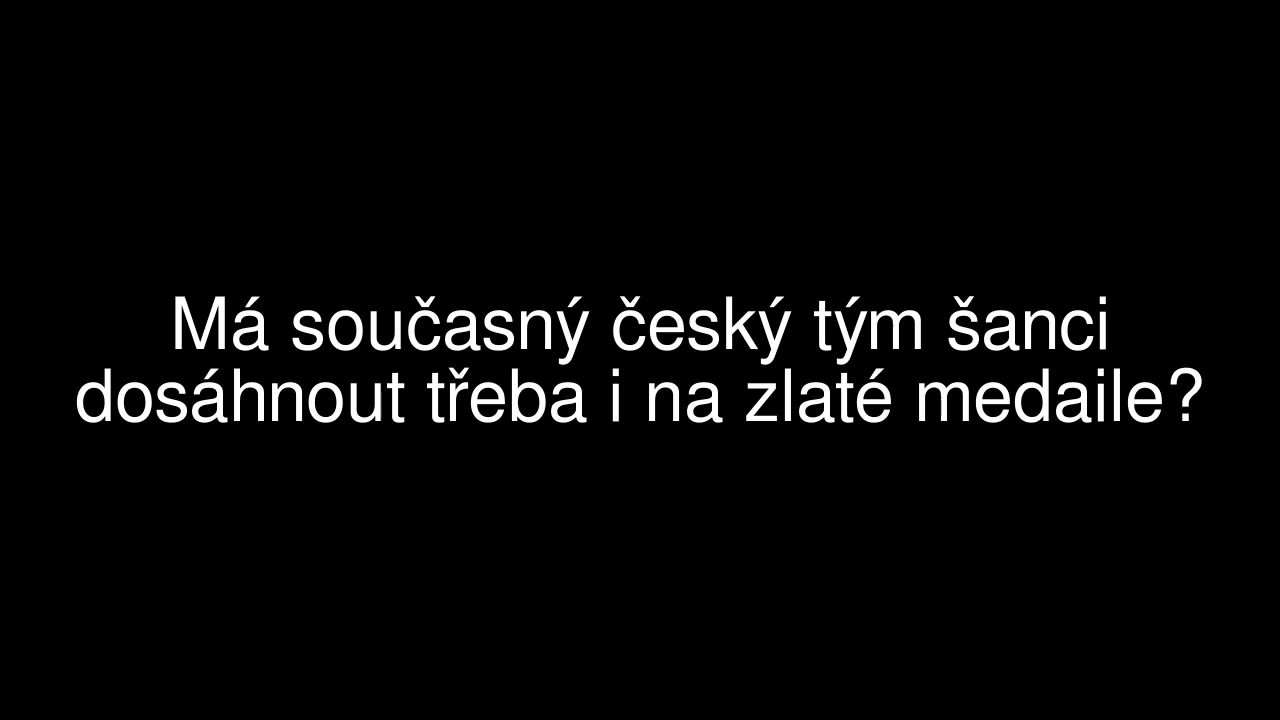 Má současný český tým šanci
dosáhnout třeba i na zlaté medaile?